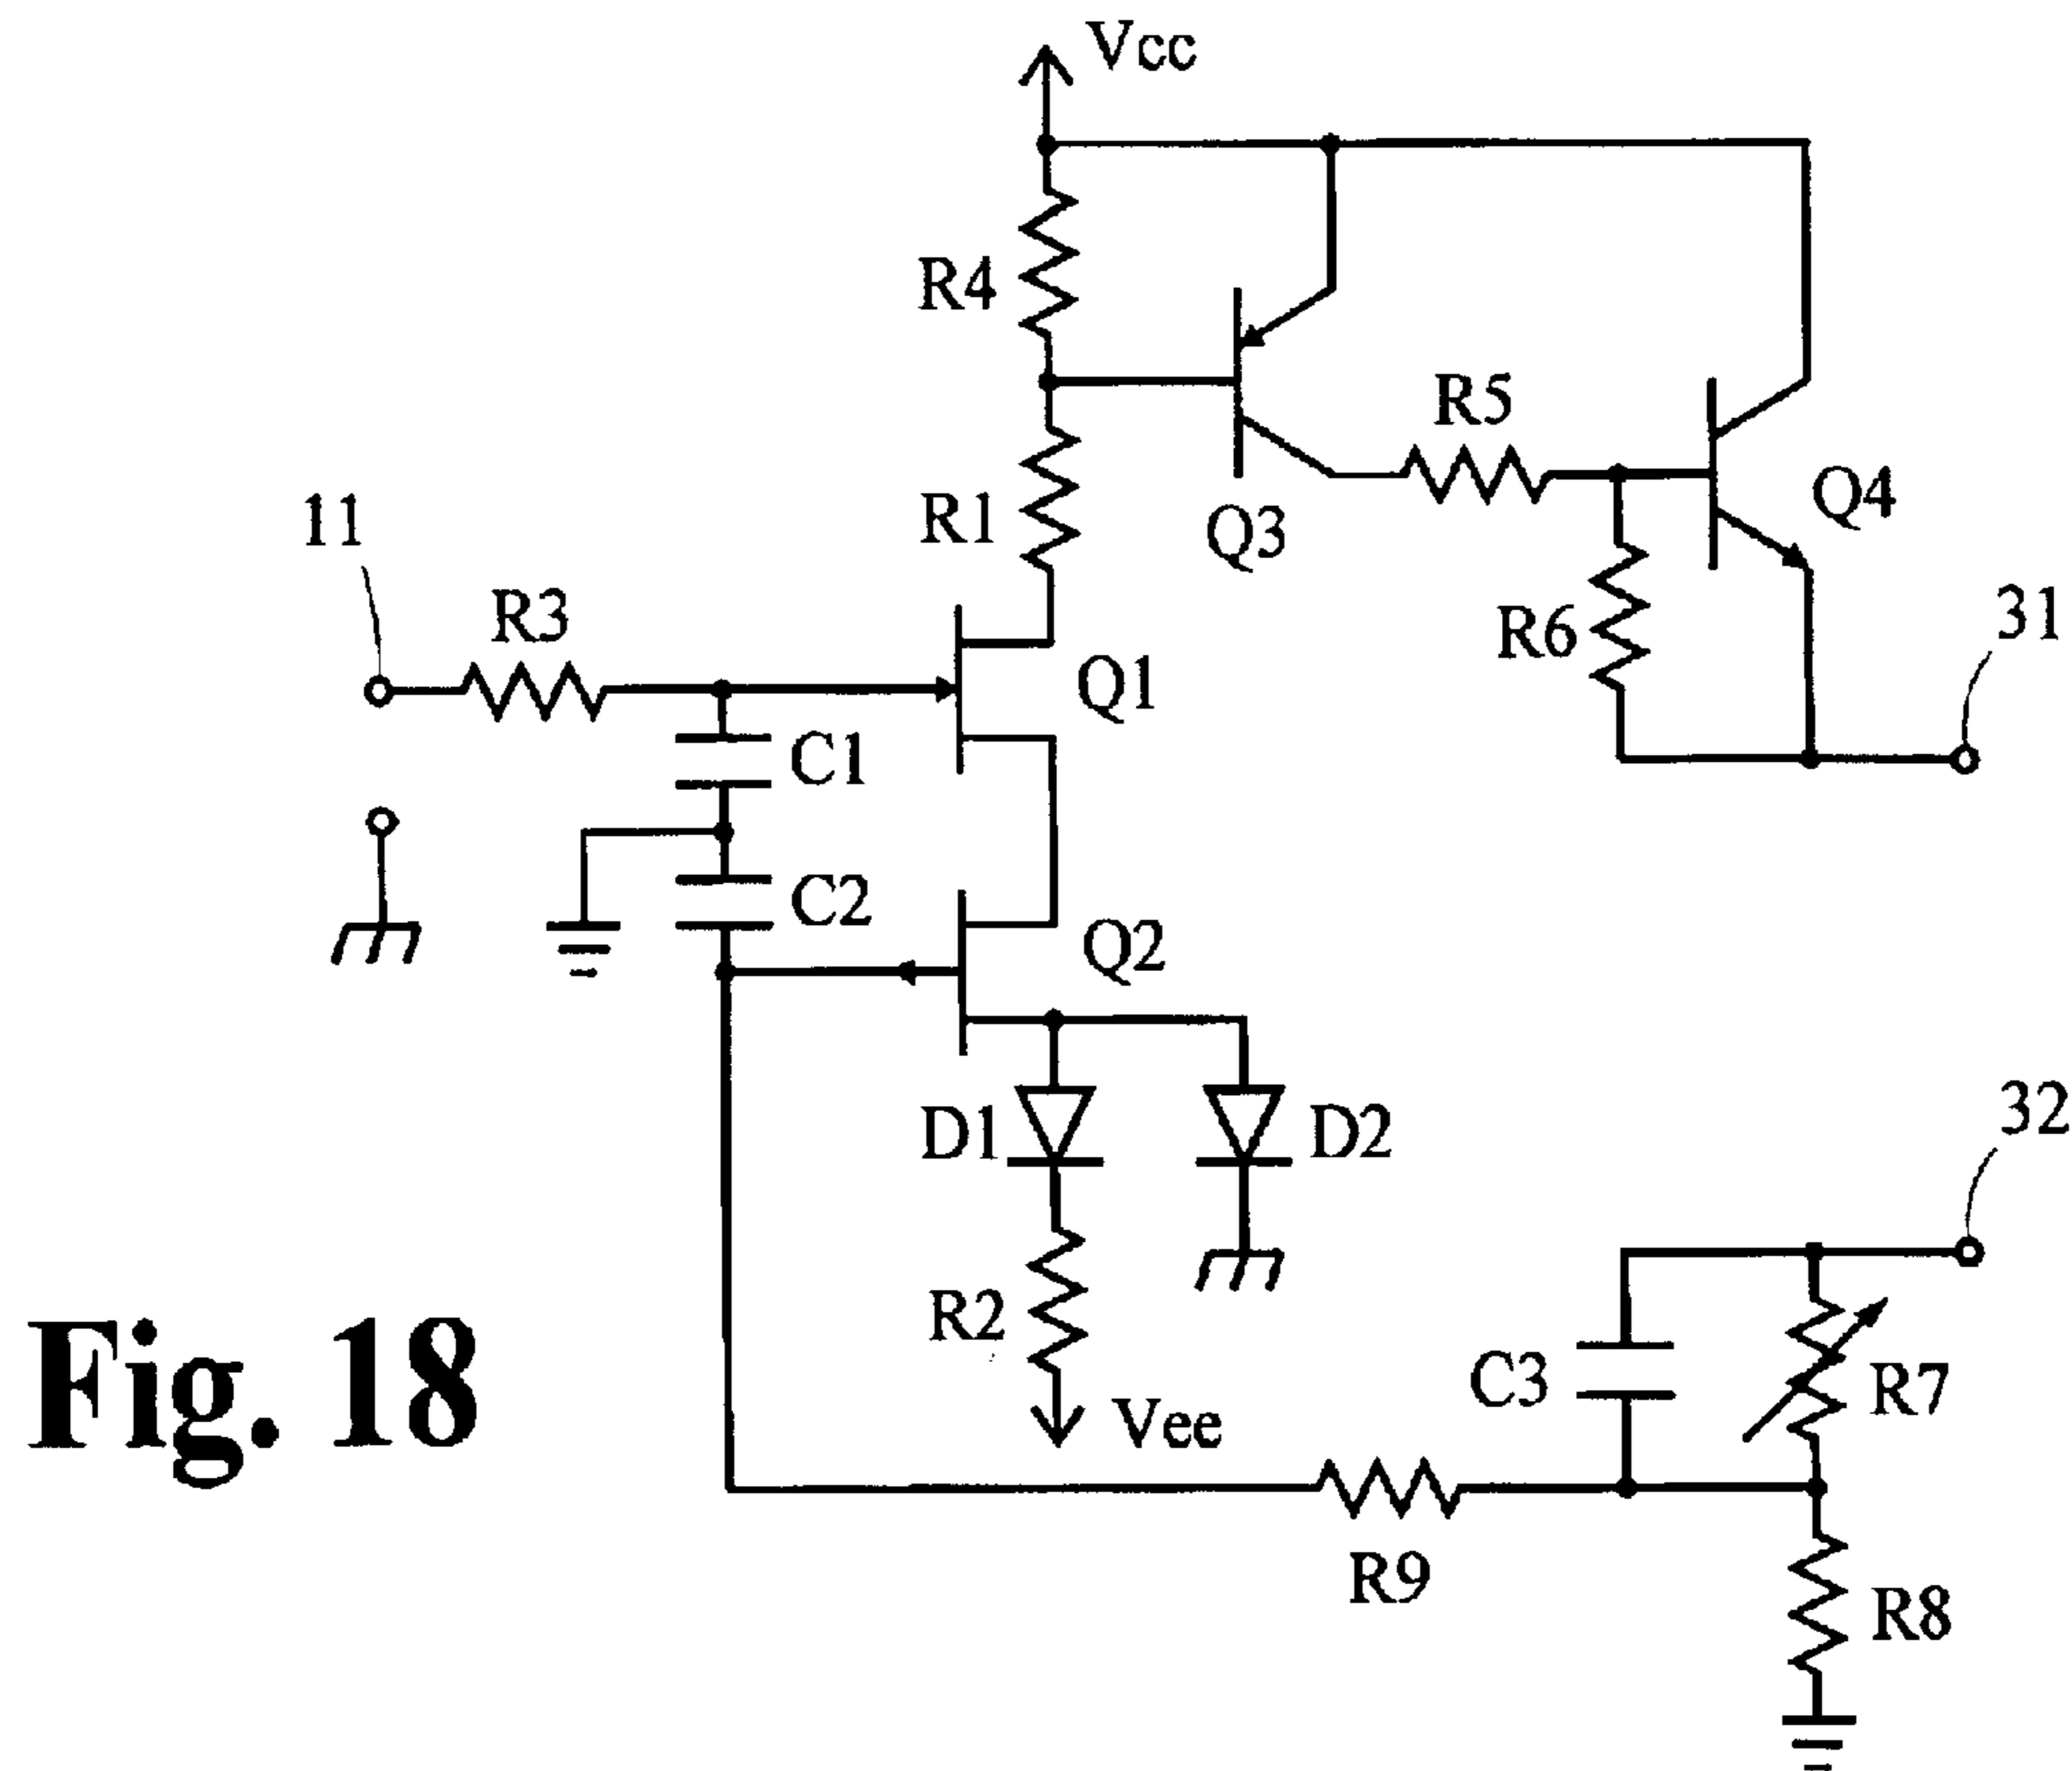 Vcc
R4
R5
R1
Q3
Q4
11
R3
R6
31
Q1
C1
C2
Q2
D1
D2
32
R2
C3
R7
Vee
Fig. 18
R9
R8